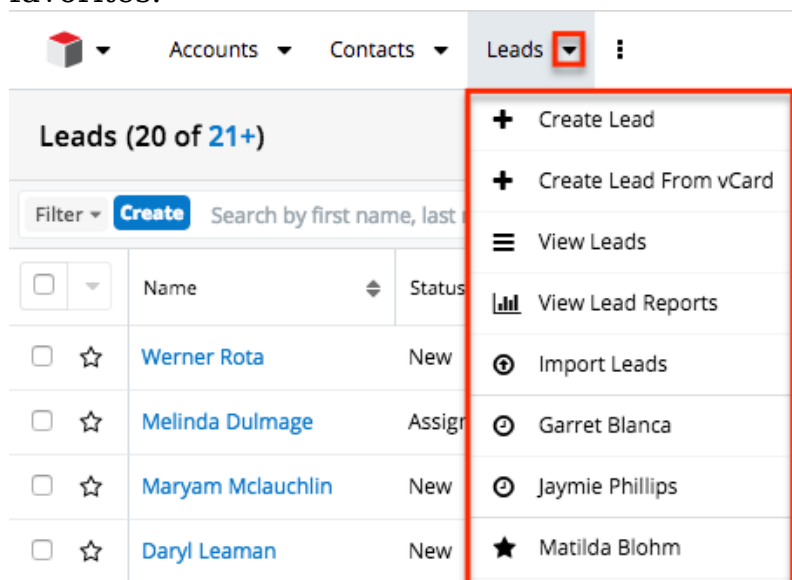 Accounts Contacts Leads
Leads (20 of 21+)
Filter Create Search by first name, last
Name Status
Werner Rota New
Melinda Dulmage Assign
Maryam Mclauchlin New
Daryl Leaman New
Create Lead
Create Lead From vCard
View Leads
View Lead Reports
Import Leads
Garret Blanca
Jaymie Phillips
Matilda Blohm